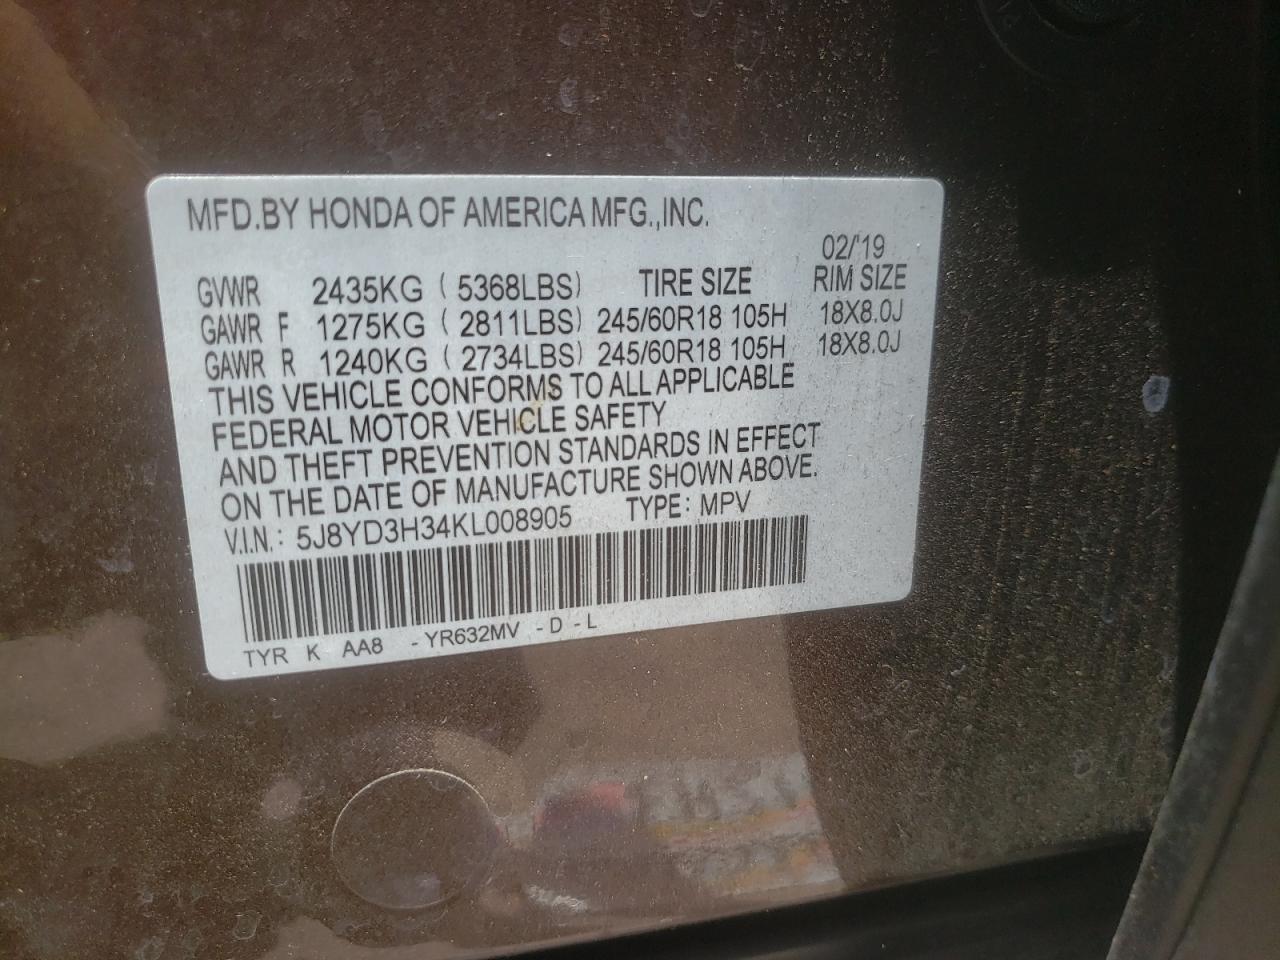 MFD.BY HONDA OF AMERICA MFG.,INC.
02/'19
GVWR 2435KG ( 5368LBS) TIRE SIZE RIM SIZE
GAWR F 1275KG ( 2811LBS) 245/60R18 105H 18X8.0J
GAWR R 1240KG ( 2734LBS) 245/60R18 105H 18X8.0J
THIS VEHICLE CONFORMS TO ALL APPLICABLE
FEDERAL MOTOR VEHICLE SAFETY
AND THEFT PREVENTION STANDARDS IN EFFECT
ON THE DATE OF MANUFACTURE SHOWN ABOVE.
V.I.N.: 5J8YD3H34KL008905 TYPE: MPV
TYR K AA8 -YR632MV -D -L